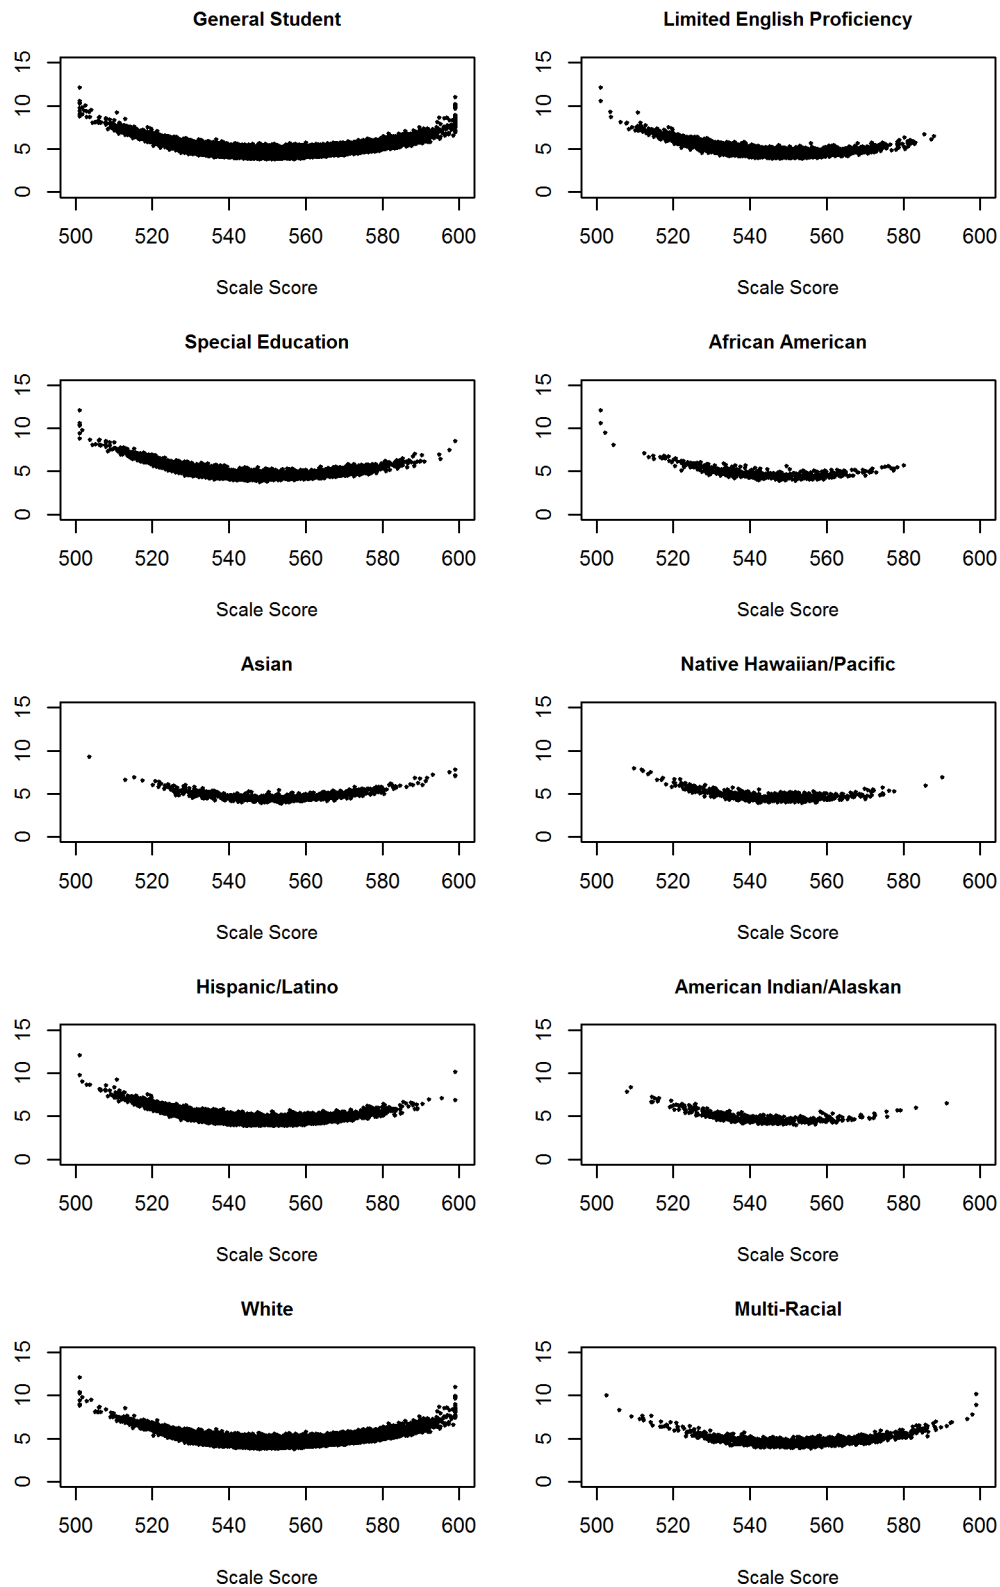 General Student
Limited English Proficiency
15
10
5
0
500 520 540 560 580 600
Scale Score
15
10
5
0
500 520 540 560 580 600
Scale Score
Special Education
African American
15
10
5
0
500 520 540 560 580 600
Scale Score
15
10
5
0
500 520 540 560 580 600
Scale Score
Asian
Native Hawaiian/Pacific
15
10
5
0
500 520 540 560 580 600
Scale Score
15
10
5
0
500 520 540 560 580 600
Scale Score
Hispanic/Latino
American Indian/Alaskan
15
10
5
0
500 520 540 560 580 600
Scale Score
15
10
5
0
500 520 540 560 580 600
Scale Score
White
Multi-Racial
15
10
5
0
500 520 540 560 580 600
Scale Score
15
10
5
0
500 520 540 560 580 600
Scale Score